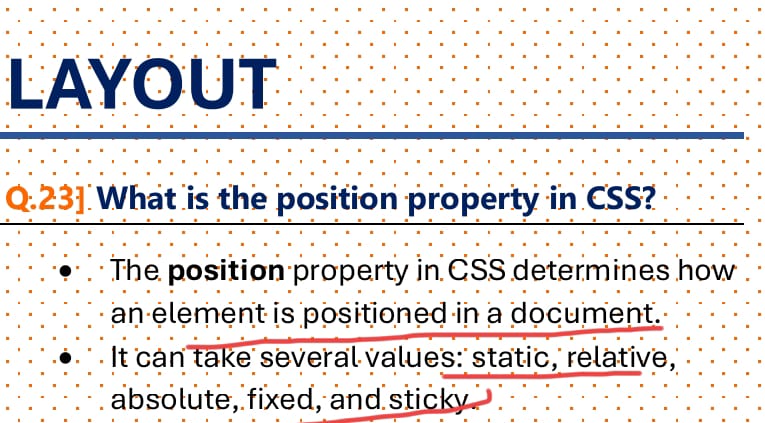 LAYOUT
Q.23] What is the position property in CSS?
• The position property in CSS determines how
an element is positioned in a document.
• It can take several values: static, relative,
absolute, fixed, and sticky.